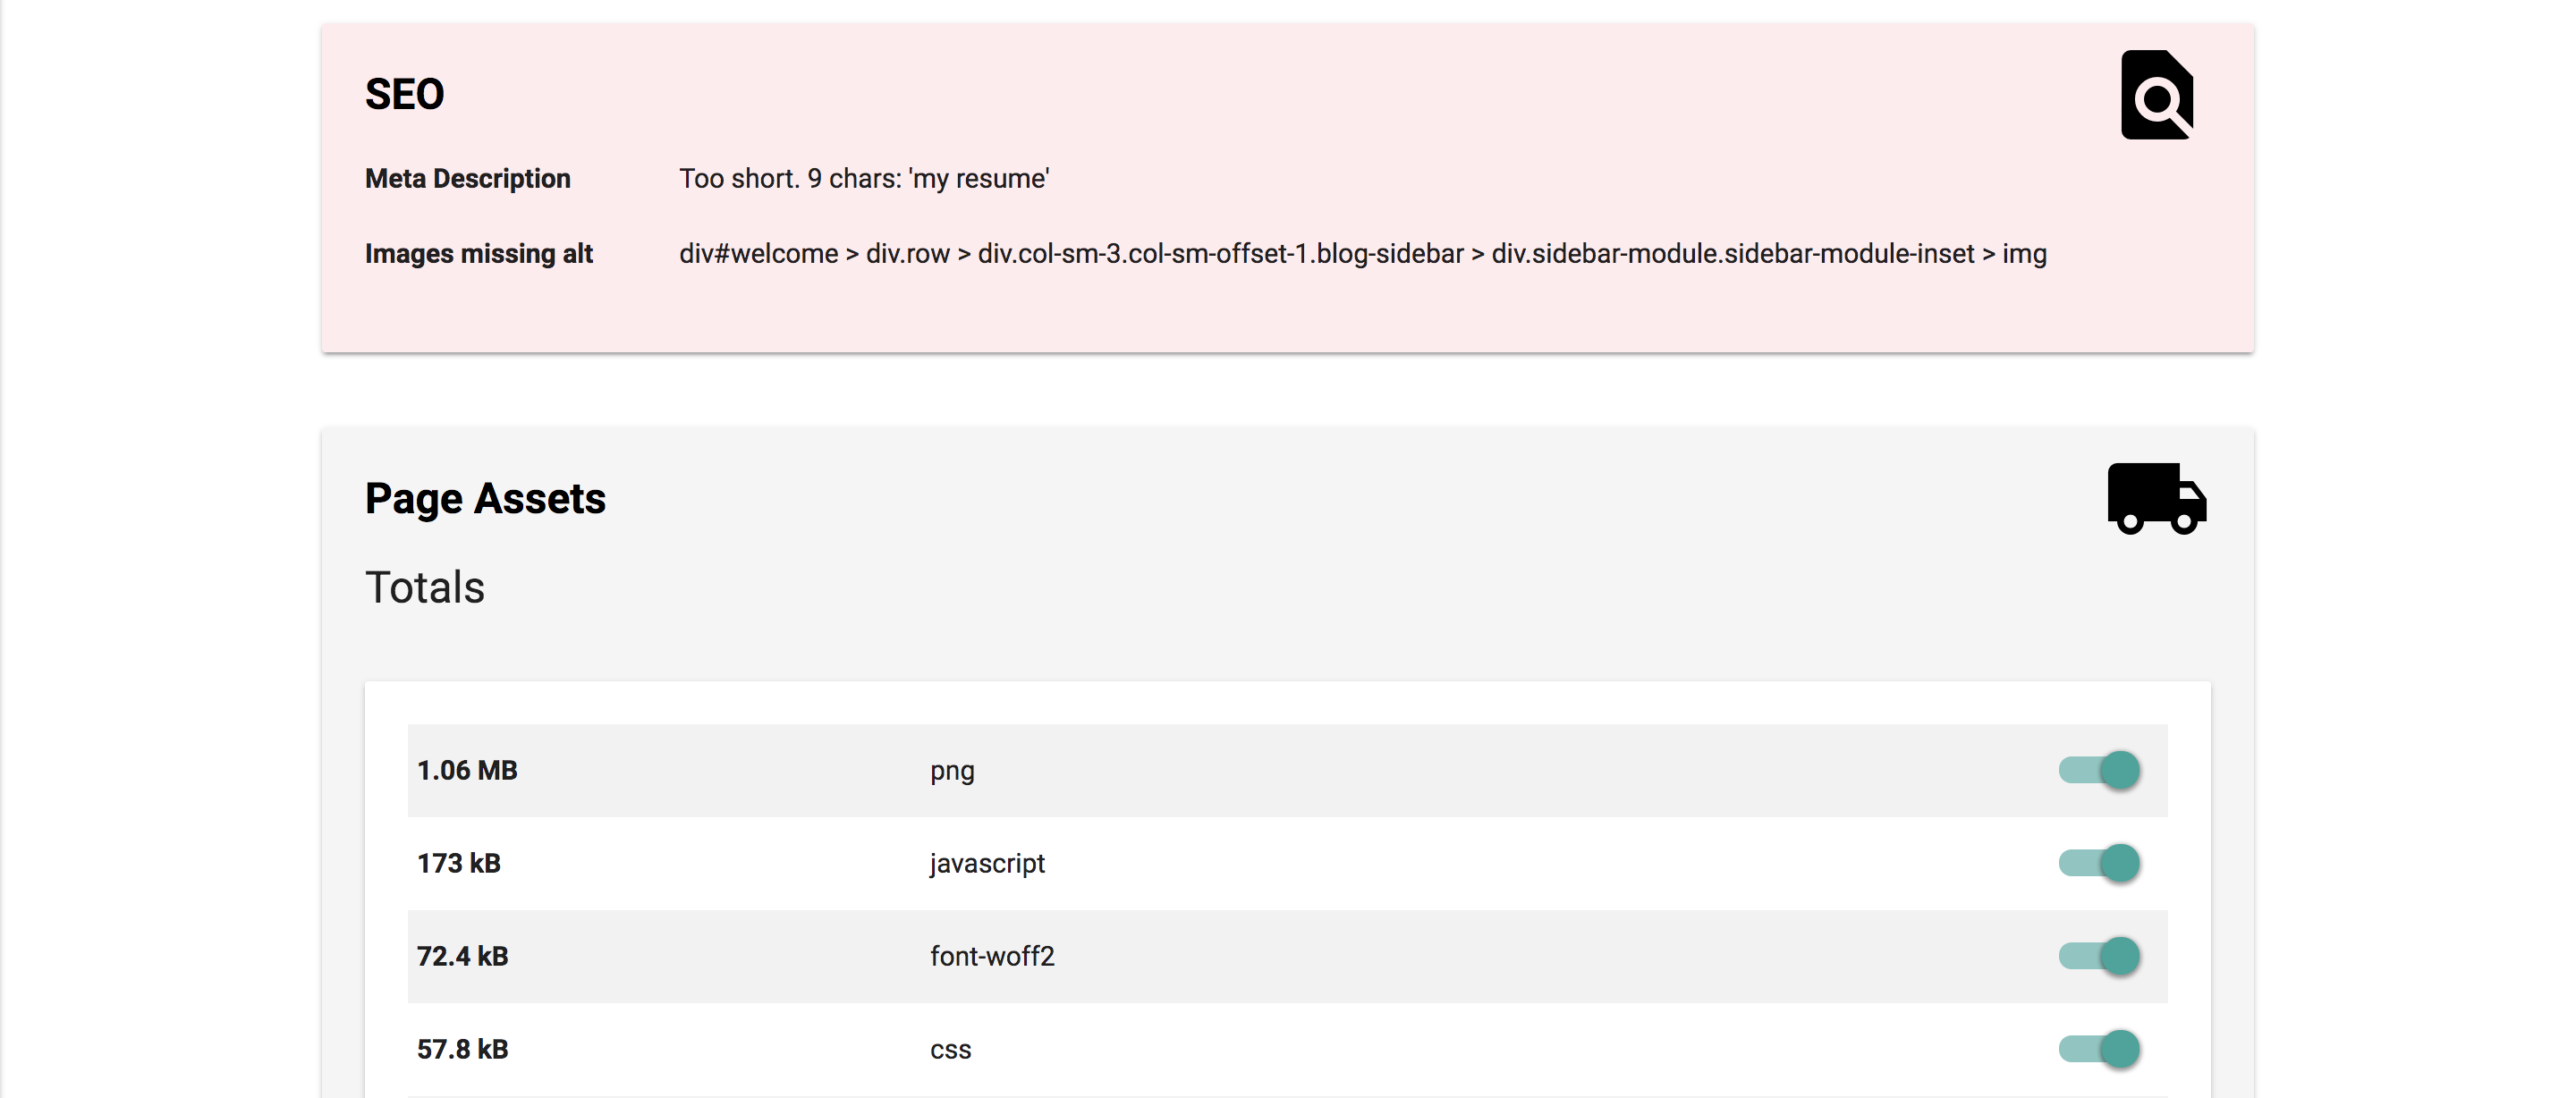 SEO
Meta Description Too short. 9 chars: 'my resume'
Images missing alt div#welcome > div.row > div.col-sm-3.col-sm-offset-1.blog-sidebar > div.sidebar-module.sidebar-module-inset > img
Page Assets
Totals
1.06 MB png
173 kB javascript
72.4 kB font-woff2
57.8 kB css